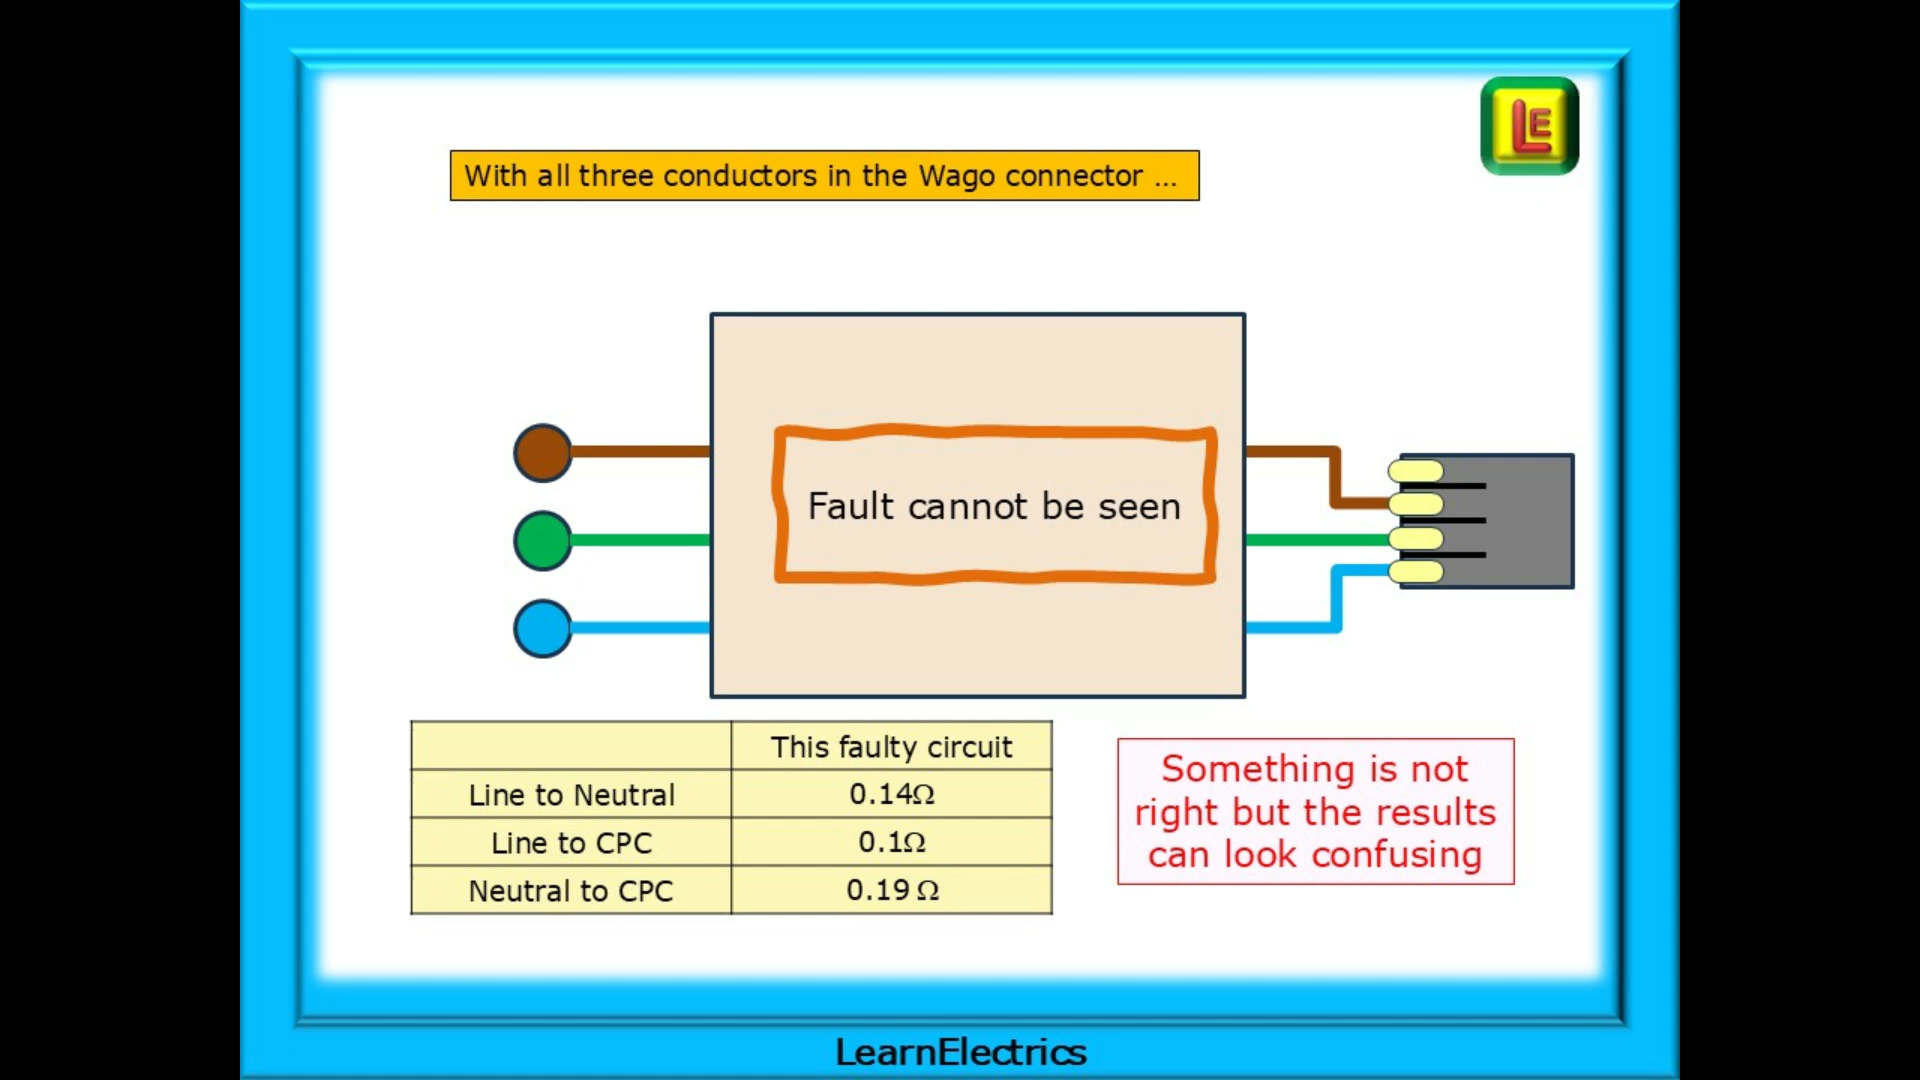 LE
With all three conductors in the Wago connector ...
Fault cannot be seen
This faulty circuit
Line to Neutral 0.14Ω
Line to CPC 0.1Ω
Neutral to CPC 0.19 Ω
Something is not
right but the results
can look confusing
LearnElectrics